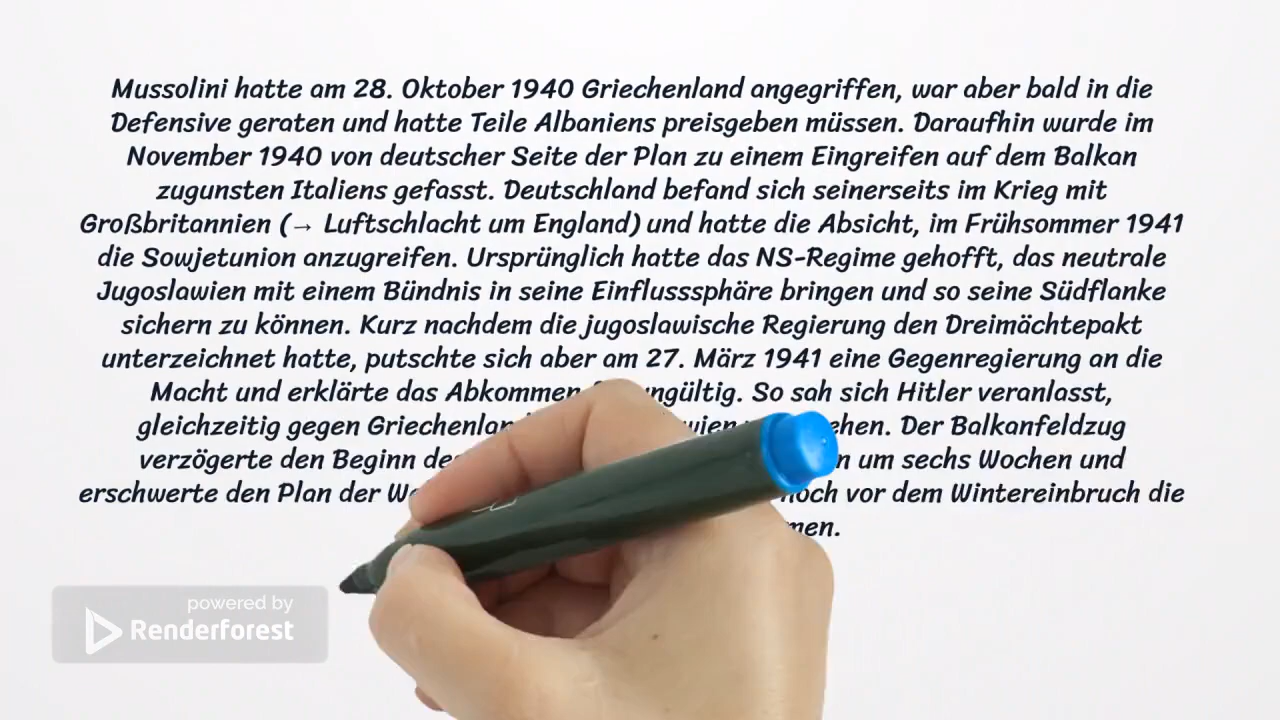 Mussolini hatte am 28. Oktober 1940 Griechenland angegriffen, war aber bald in die
Defensive geraten und hatte Teile Albaniens preisgeben müssen. Daraufhin wurde im
November 1940 von deutscher Seite der Plan zu einem Eingreifen auf dem Balkan
zugunsten Italiens gefasst. Deutschland befand sich seinerseits im Krieg mit
Großbritannien (→ Luftschlacht um England) und hatte die Absicht, im Frühsommer 1941
die Sowjetunion anzugreifen. Ursprünglich hatte das NS-Regime gehofft, das neutrale
Jugoslawien mit einem Bündnis in seine Einflusssphäre bringen und so seine Südflanke
sichern zu können. Kurz nachdem die jugoslawische Regierung den Dreimächtepakt
unterzeichnet hatte, putschte sich aber am 27. März 1941 eine Gegenregierung an die
Macht und erklärte das Abkommen ungültig. So sah sich Hitler veranlasst,
gleichzeitig gegen Der Balkanfeldzug
verzögerte den Beginn um sechs Wochen und
erschwerte den Plan der noch vor dem Wintereinbruch die
powered by
Renderforest